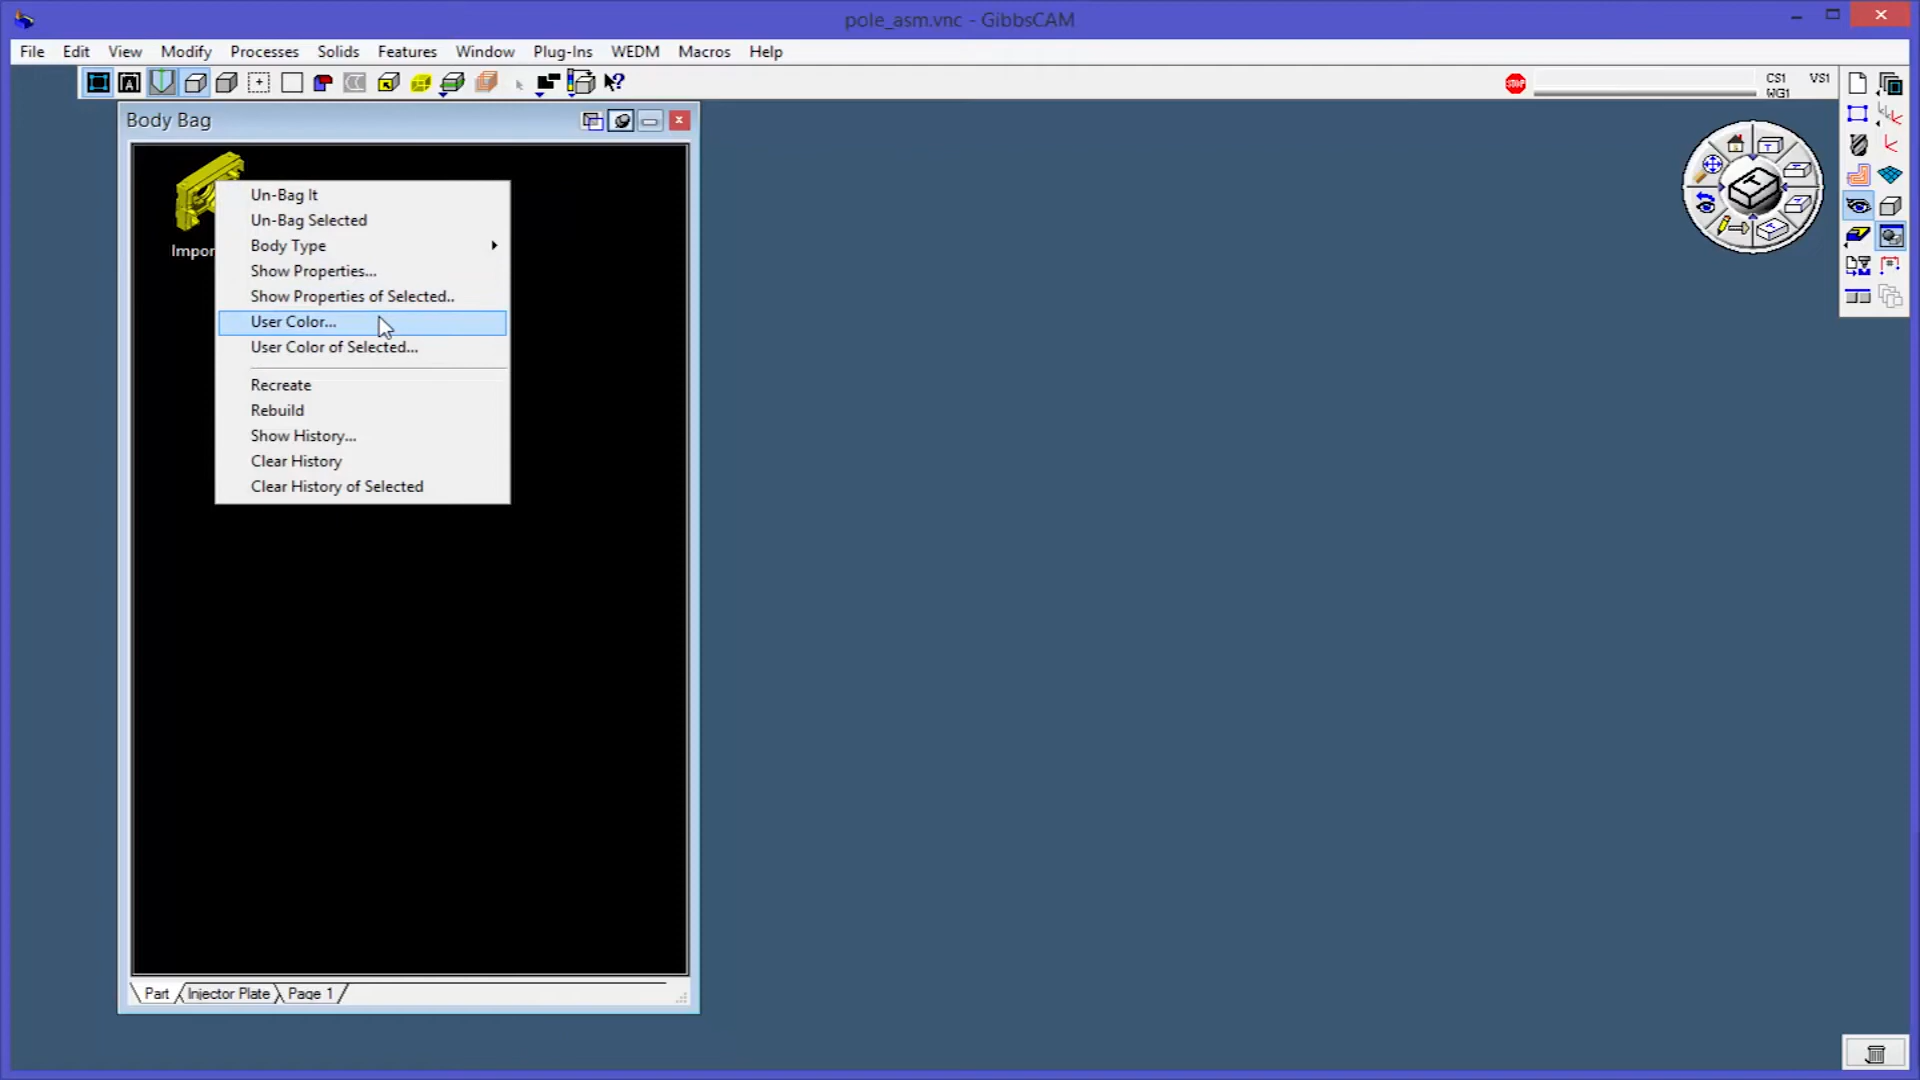 pole_asm.vnc - GibbsCAM
File Edit View Modify Processes Solids Features Window Plug-Ins WEDM Macros Help
A
?
STOP
CS1
WG1
VS1
Body Bag
Impor
Un-Bag It
Un-Bag Selected
Body Type
Show Properties...
Show Properties of Selected..
User Color...
User Color of Selected...
Recreate
Rebuild
Show History...
Clear History
Clear History of Selected
Part Injector Plate Page 1